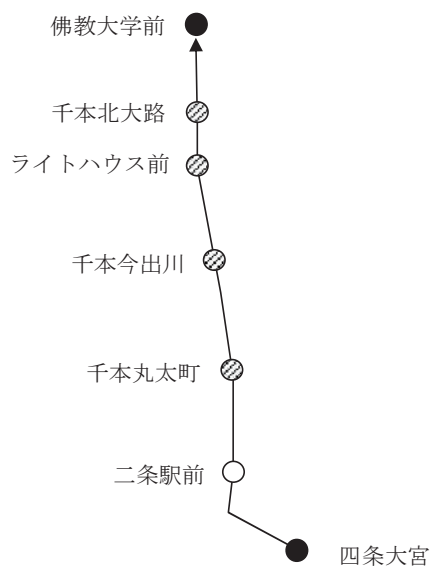 佛教大学前
千本北大路
ライトハウス前
千本今出川
千本丸太町
二条駅前
四条大宮